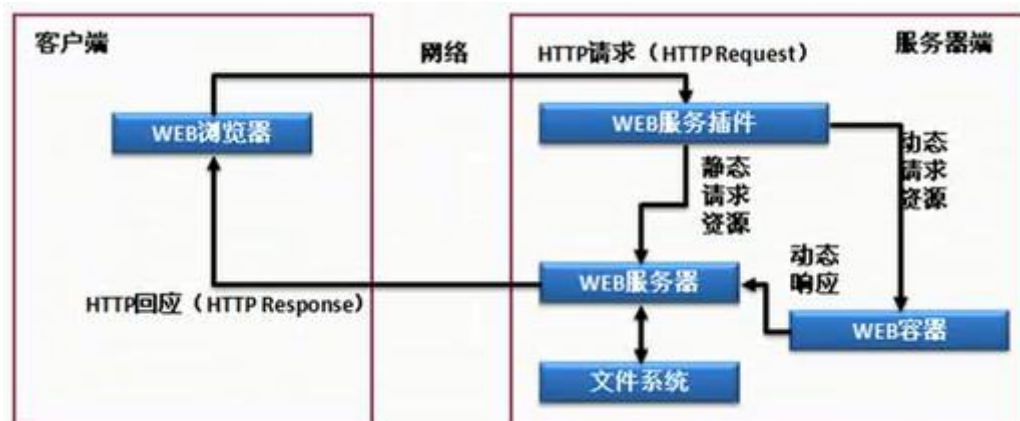 客户端
网络
HTTP请求（HTTP Request）
服务器端
WEB浏览器
WEB服务插件
静态
请求
资源
动态
请求
资源
WEB服务器
动态
响应
HTTP回应（HTTP Response）
WEB容器
文件系统